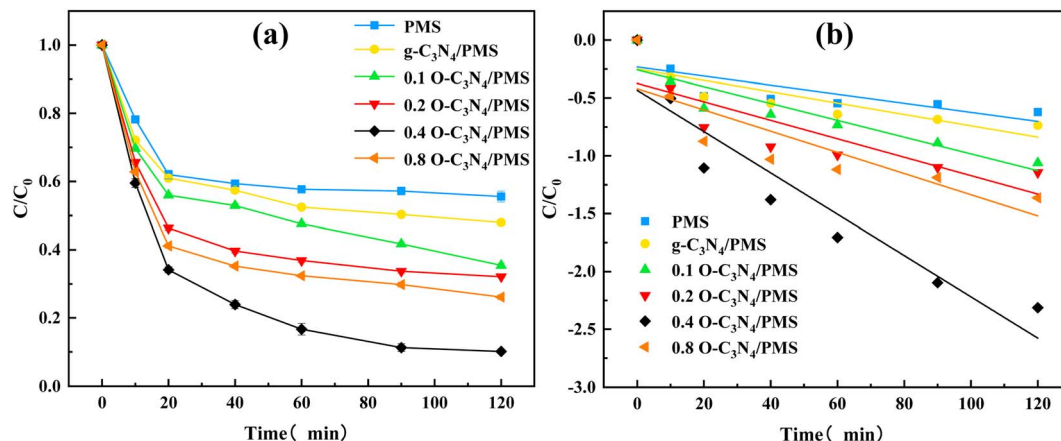 (a)
PMS
g-C₃N₄/PMS
0.1 O-C₃N₄/PMS
0.2 O-C₃N₄/PMS
0.4 O-C₃N₄/PMS
0.8 O-C₃N₄/PMS
1.0
0.8
0.6
0.4
0.2
0.0
C/C₀
0 20 40 60 80 100 120
Time( min)
(b)
0.0
-0.5
-1.0
-1.5
-2.0
-2.5
-3.0
C/C₀
PMS
g-C₃N₄/PMS
0.1 O-C₃N₄/PMS
0.2 O-C₃N₄/PMS
0.4 O-C₃N₄/PMS
0.8 O-C₃N₄/PMS
0 20 40 60 80 100 120
Time( min)